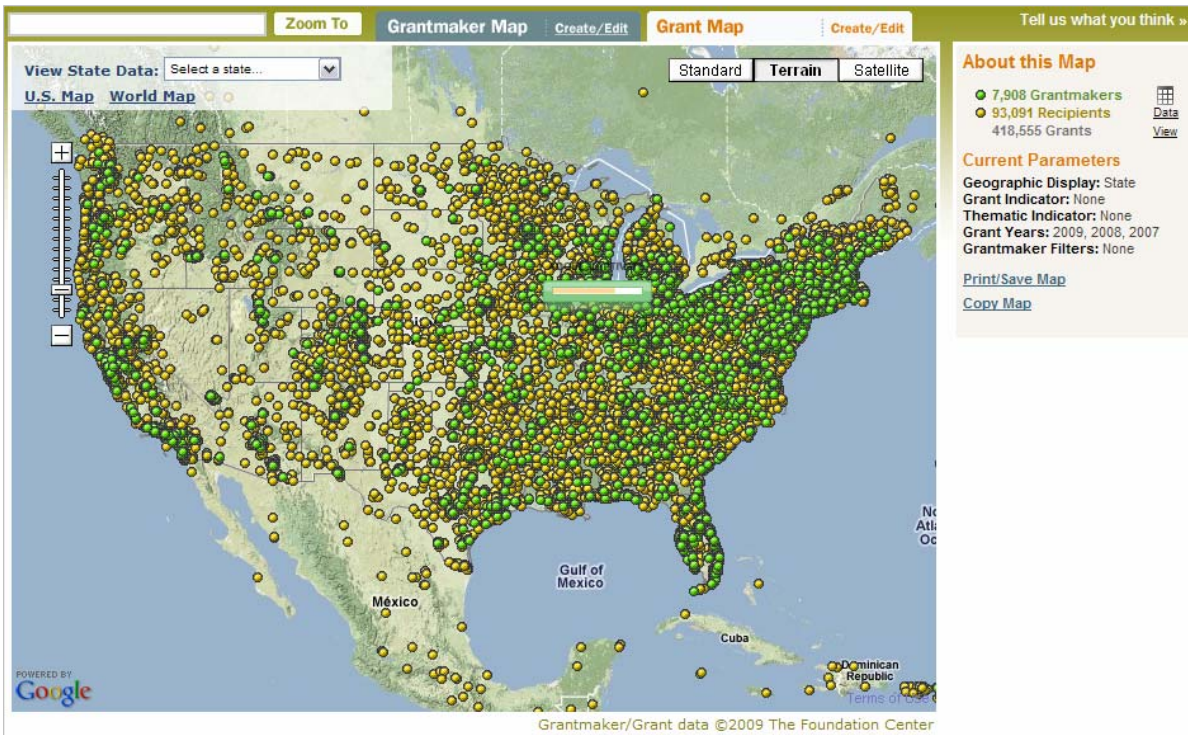 Zoom To
Grantmaker Map Create/Edit
Grant Map Create/Edit
Tell us what you think »
View State Data: Select a state...
U.S. Map World Map
Standard Terrain Satellite
México
Gulf of
Mexico
Cuba
Dominican
Republic
POWERED BY
Google
Terms of Use
Grantmaker/Grant data ©2009 The Foundation Center
About this Map
7,908 Grantmakers
93,091 Recipients
418,555 Grants
Data
View
Current Parameters
Geographic Display: State
Grant Indicator: None
Thematic Indicator: None
Grant Years: 2009, 2008, 2007
Grantmaker Filters: None
Print/Save Map
Copy Map